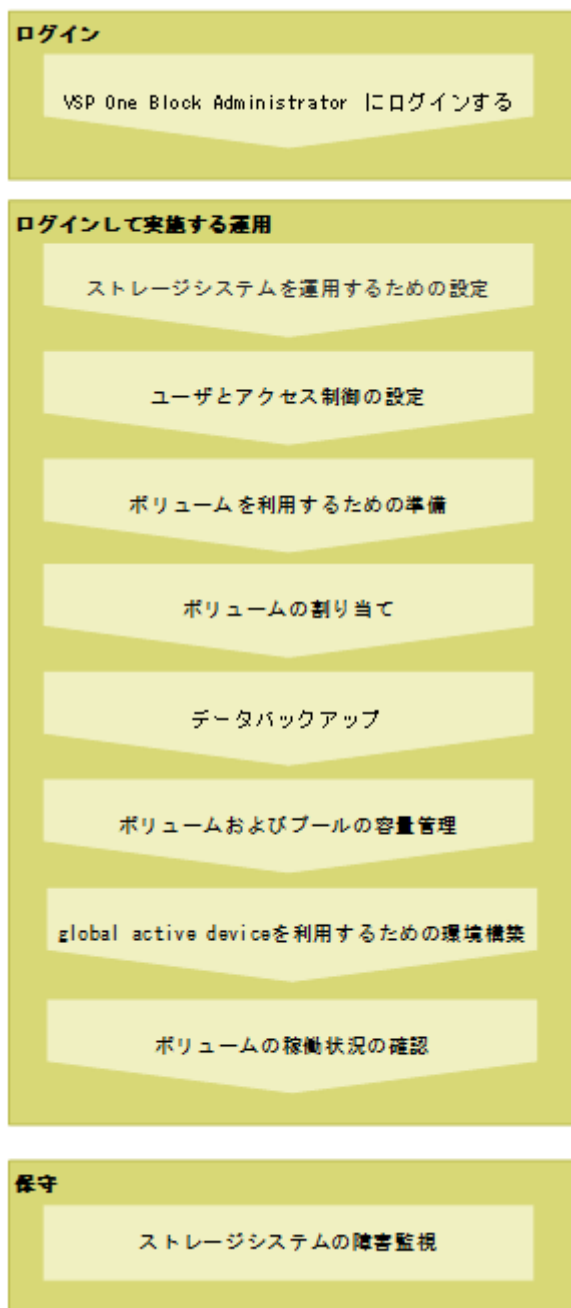 ログイン
VSP One Block Administrator にログインする
ログインして実施する運用
ストレージシステムを運用するための設定
ユーザとアクセス制御の設定
ボリュームを利用するための準備
ボリュームの割り当て
データバックアップ
ボリュームおよびプールの容量管理
global active deviceを利用するための環境構築
ボリュームの稼働状況の確認
保守
ストレージシステムの障害監視